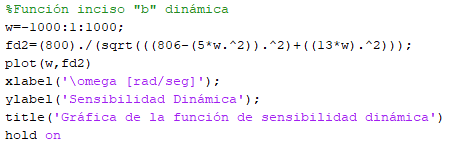 %Función inciso "b" dinámica
w=-1000:1:1000;
fd2=(800)./(sqrt(((806-(5*w.^2)).^2)+((13*w).^2)));
plot(w,fd2)
xlabel('\omega [rad/seg]');
ylabel('Sensibilidad Dinámica');
title('Gráfica de la función de sensibilidad dinámica')
hold on